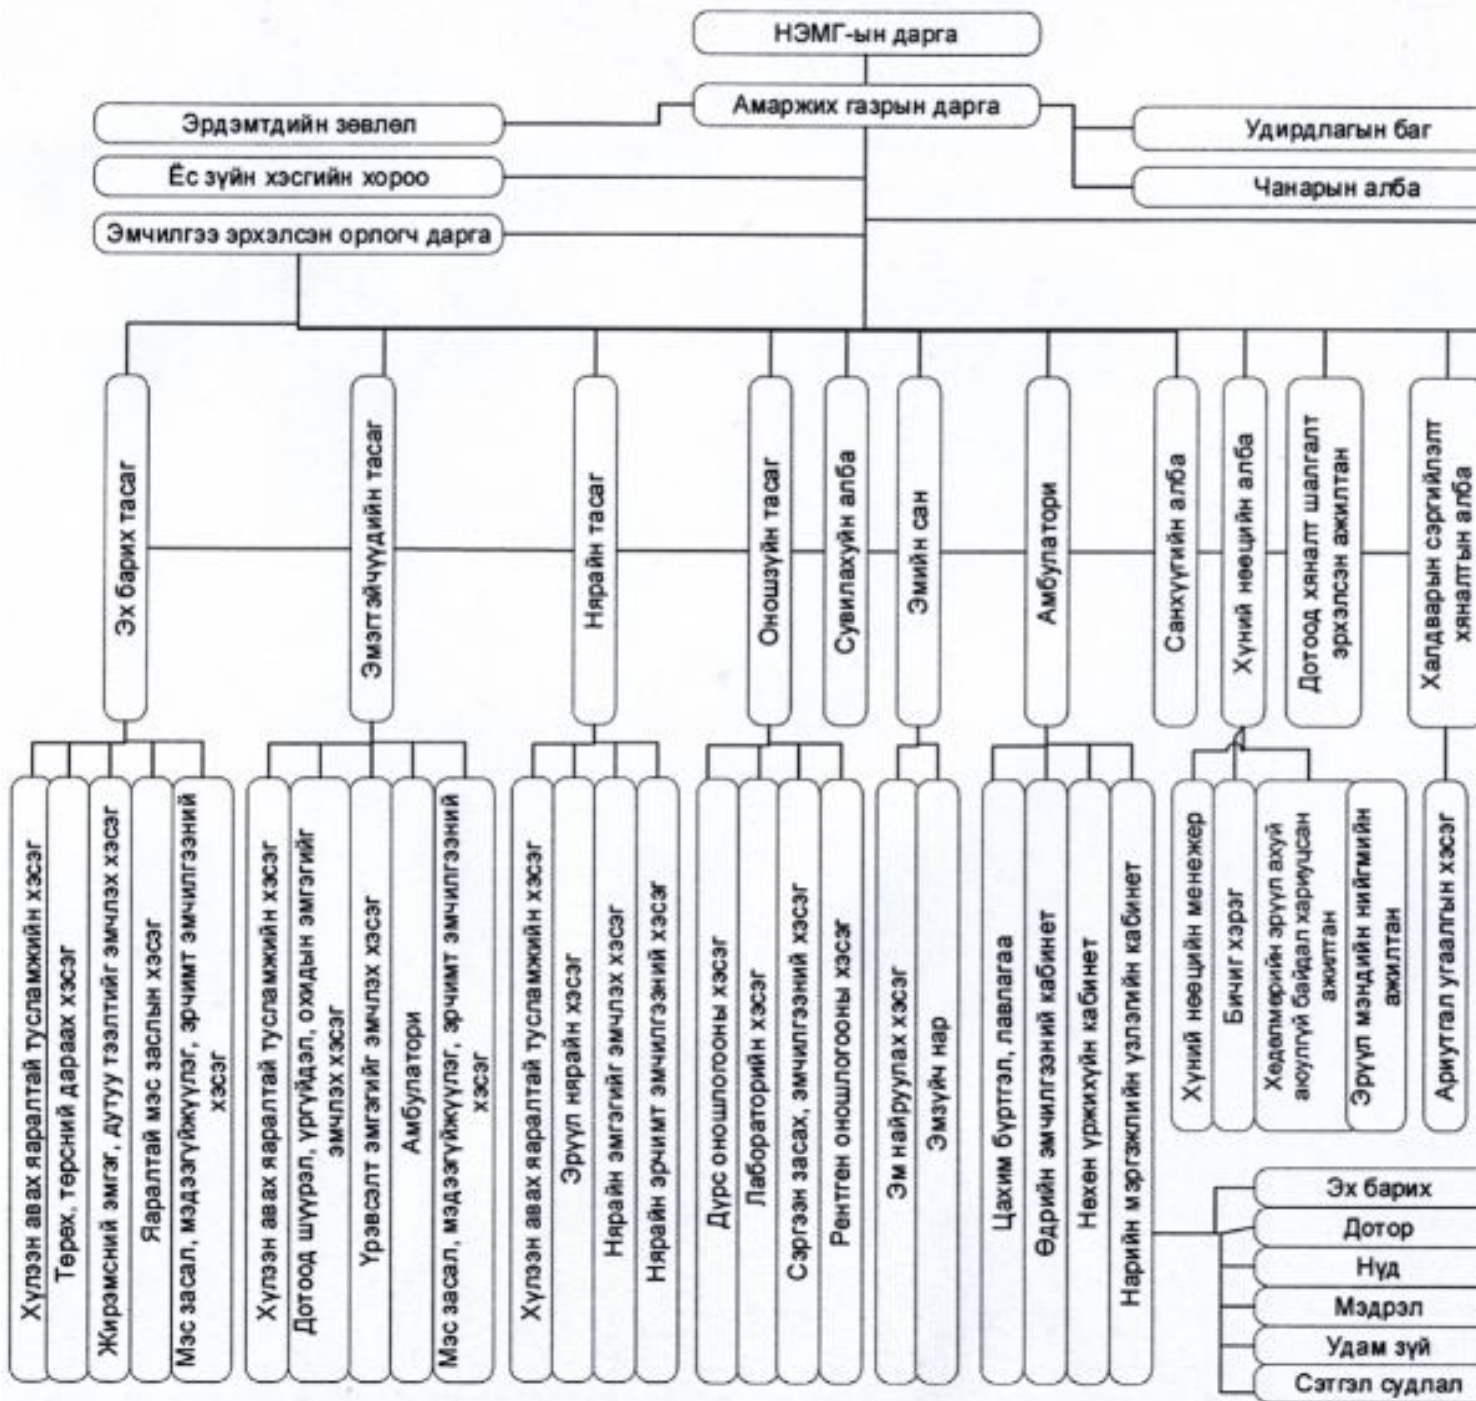 НЭМГ-ын дарга
Амаржих газрын дарга
Эрдэмтдийн зөвлөл
Удирдлагын баг
Ёс зүйн хэсгийн хороо
Чанарын алба
Эмчилгээ эрхэлсэн орлогч дарга
Эх барих тасаг
Эмэгтэйчүүдийн тасаг
Нярайн тасаг
Оношзүйн тасаг
Сувилахуйн алба
Эмийн сан
Амбулатори
Санхүүгийн алба
Хүний нөөцийн алба
Дотоод хяналт шалгалт
эрхэлсэн ажилтан
Халдварын сэргийлэлт
хяналтын алба
Хүлээн авах яаралтай тусламжийн хэсэг
Төрөх, төрсний дараах хэсэг
Жирэмсний эмгэг, дутуу тээлтийг эмчлэх хэсэг
Яаралтай мэс заслын хэсэг
Мэс засал, мэдээгүйжүүлэг, эрчимт эмчилгээний
хэсэг
Хүлээн авах яаралтай тусламжийн хэсэг
Дотоод шүүрэл, үргүйдэл, охидын эмгэгийг
эмчлэх хэсэг
Үрэвсэлт эмгэгийг эмчлэх хэсэг
Амбулатори
Мэс засал, мэдээгүйжүүлэг, эрчимт эмчилгээний
хэсэг
Хүлээн авах яаралтай тусламжийн хэсэг
Эрүүл нярайн хэсэг
Нярайн эмгэгийг эмчлэх хэсэг
Нярайн эрчимт эмчилгээний хэсэг
Дүрс оношлогооны хэсэг
Лабораторийн хэсэг
Сэргээн засах, эмчилгээний хэсэг
Рентген оношлогооны хэсэг
Эм найруулах хэсэг
Эмзүйч нар
Цахим бүртгэл, лавлагаа
Өдрийн эмчилгээний кабинет
Нөхөн үржихүйн кабинет
Нарийн мэргэжлийн үзлэгийн кабинет
Хүний нөөцийн менежер
Бичиг хэрэг
Хөдөлмөрийн эрүүл ахуй
аюулгүй байдал хариуцсан
ажилтан
Эрүүл мэндийн нийгмийн
ажилтан
Ариутгал угаалгын хэсэг
Эх барих
Дотор
Нүд
Мэдрэл
Удам зүй
Сэтгэл судлал